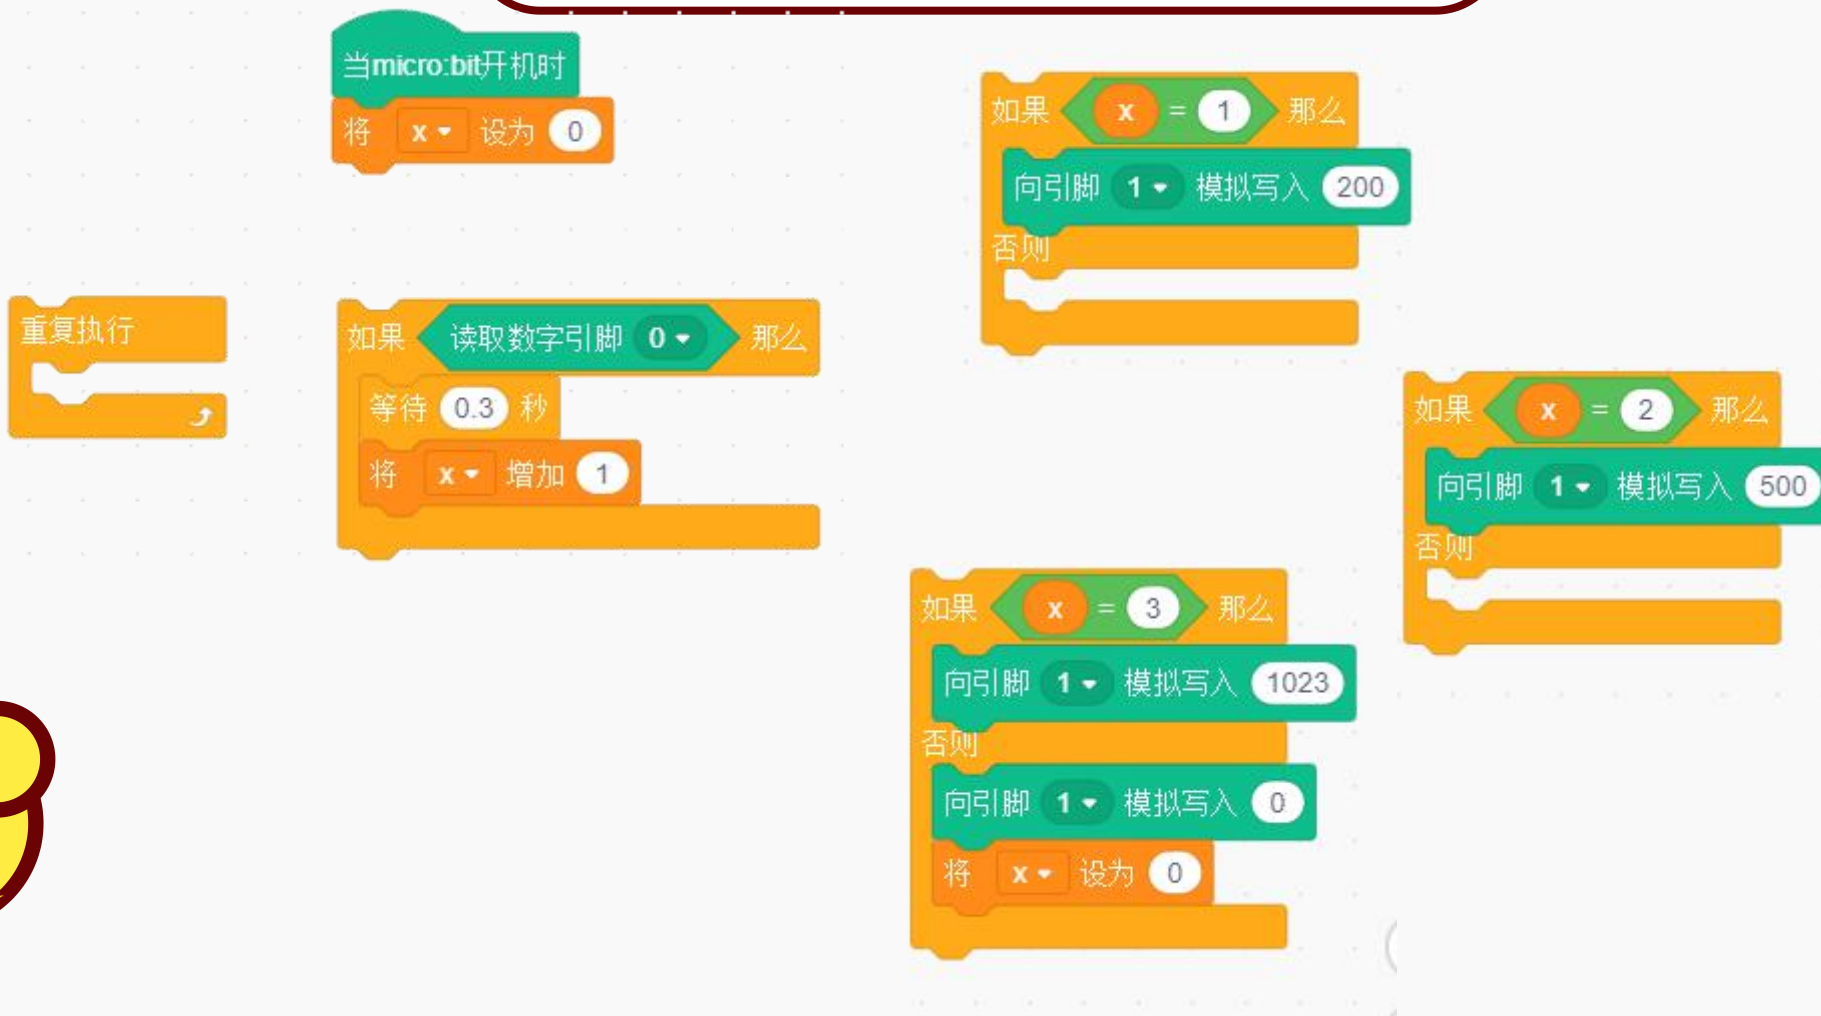 当micro:bit开机时
将 x 设为 0
重复执行
如果 读取数字引脚 0 那么
等待 0.3 秒
将 x 增加 1
如果 x = 1 那么
向引脚 1 模拟写入 200
否则
如果 x = 2 那么
向引脚 1 模拟写入 500
否则
如果 x = 3 那么
向引脚 1 模拟写入 1023
否则
向引脚 1 模拟写入 0
将 x 设为 0